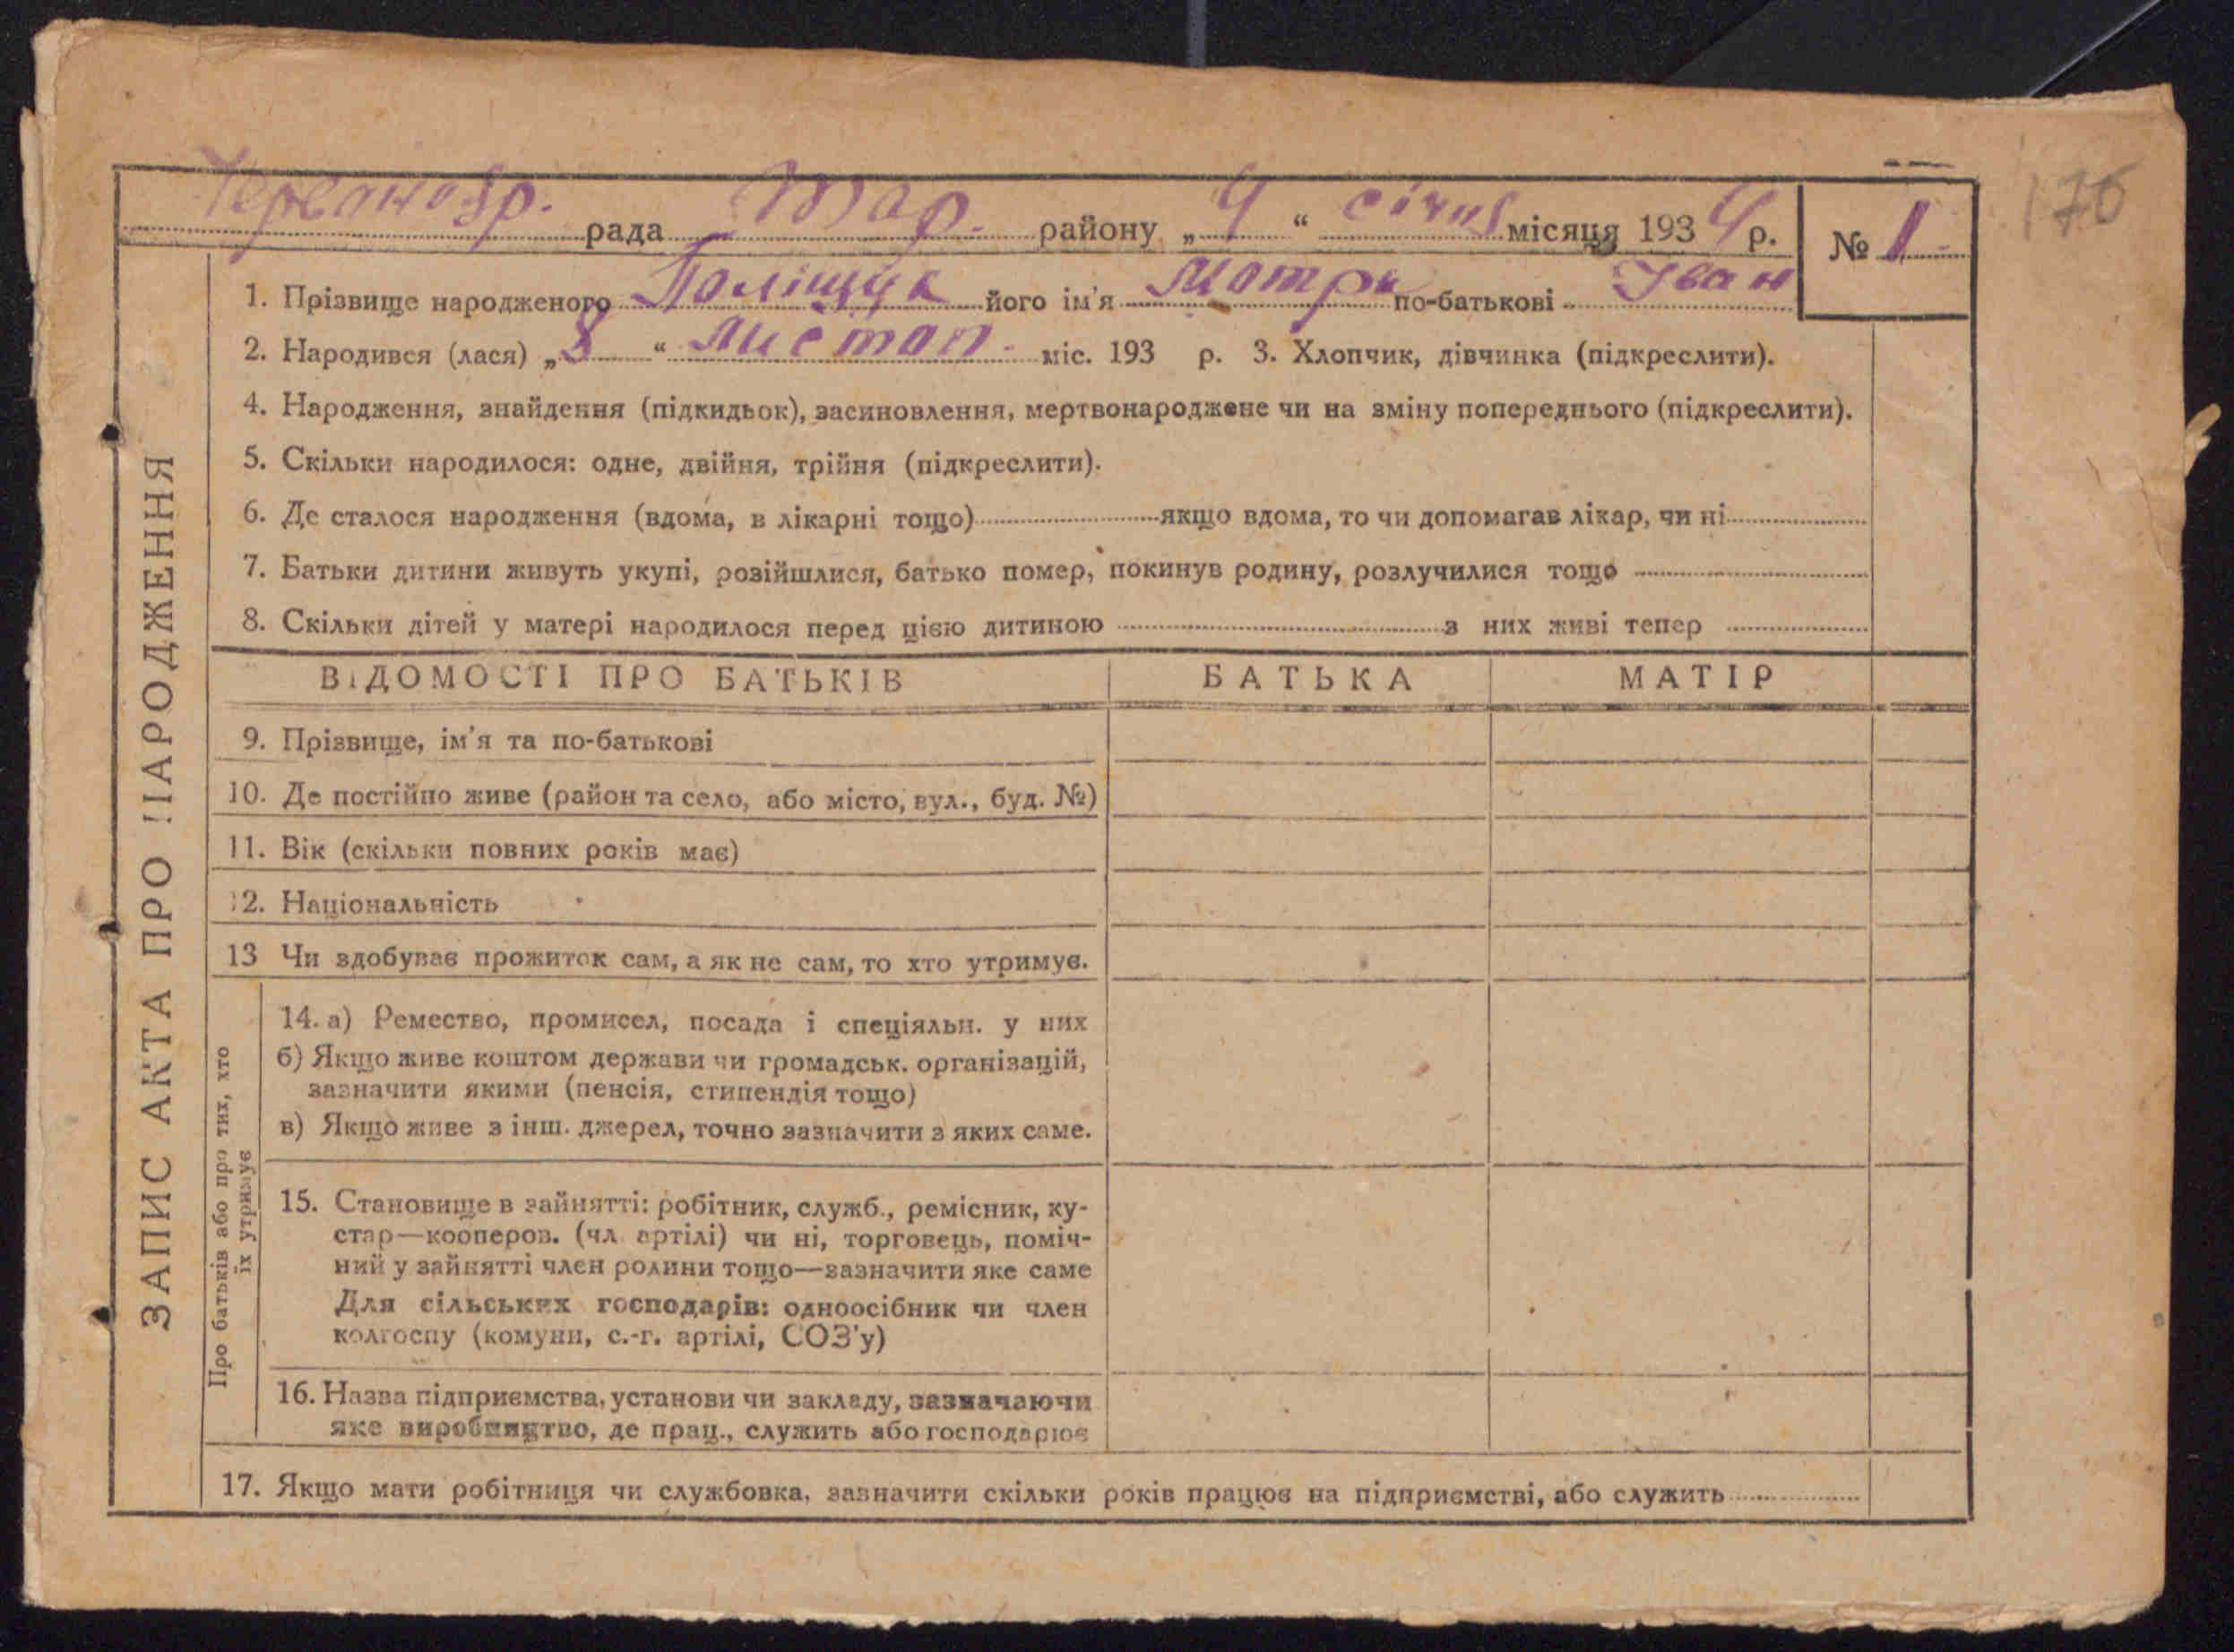 176
Червонояр. рада Тар. району „4“ січня місяця 1934 р. № 1
1. Прізвище народженого Поліщук його ім'я Мотря по-батькові Іван
2. Народився (лася) „8“ листоп. міс. 193 р. 3. Хлопчик, дівчинка (підкреслити).
4. Народження, знайдення (підкидьок), засиновлення, мертвонароджене чи на зміну попереднього (підкреслити).
5. Скільки народилося: одне, двійня, трійня (підкреслити).
6. Де сталося народження (вдома, в лікарні тощо) якщо вдома, то чи допомагав лікар, чи ні
7. Батьки дитини живуть укупі, розійшлися, батько помер, покинув родину, розлучилися тощо
8. Скільки дітей у матері народилося перед цією дитиною з них живі тепер
ВІДОМОСТІ ПРО БАТЬКІВ БАТЬКА МАТІР
9. Прізвище, ім'я та по-батькові
10. Де постійно живе (район та село, або місто, вул., буд. №)
11. Вік (скільки повних років має)
12. Національність
13 Чи здобуває прожиток сам, а як не сам, то хто утримує.
14. а) Ремество, промисел, посада і спеціяльн. у них
б) Якщо живе коштом держави чи громадськ. організацій,
зазначити якими (пенсія, стипендія тощо)
в) Якщо живе з інш. джерел, точно зазначити з яких саме.
15. Становище в зайнятті: робітник, служб., ремісник, ку-
стар—кооперов. (чл. артілі) чи ні, торговець, поміч-
ний у зайнятті член родини тощо—зазначити яке саме
Для сільських господарів: одноосібник чи член
колгоспу (комуни, с.-г. артілі, СОЗ'у)
16. Назва підприємства, установи чи закладу, зазначаючи
яке виробництво, де прац., служить або господарює
17. Якщо мати робітниця чи службовка, зазначити скільки років працює на підприємстві, або служить
ЗАПИС АКТА ПРО НАРОДЖЕННЯ
Про батьків або про тих, хто
їх утримує